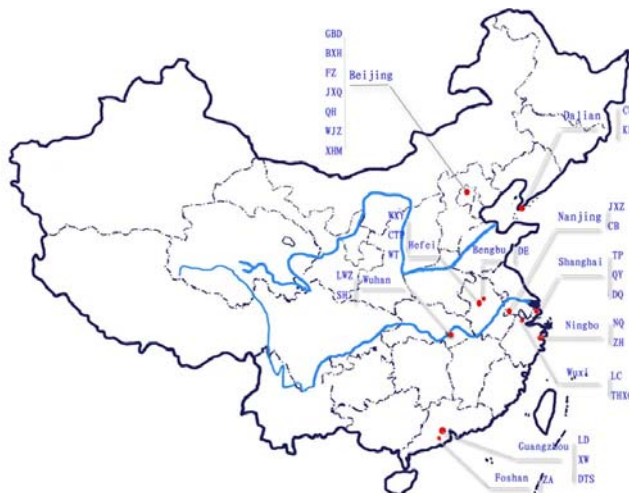 GBD
BXH
FZ
JXQ
QH
WJZ
XHM
Beijing
Dalian
WXY
CTP
WT
Hefei
Bengbu
DE
Nanjing
JXZ
CB
LWZ
Wuhan
Shanghai
TP
QY
DQ
Ningbo
NQ
ZH
Wuxi
LC
Guangzhou
LD
XW
DTS
Foshan
ZA